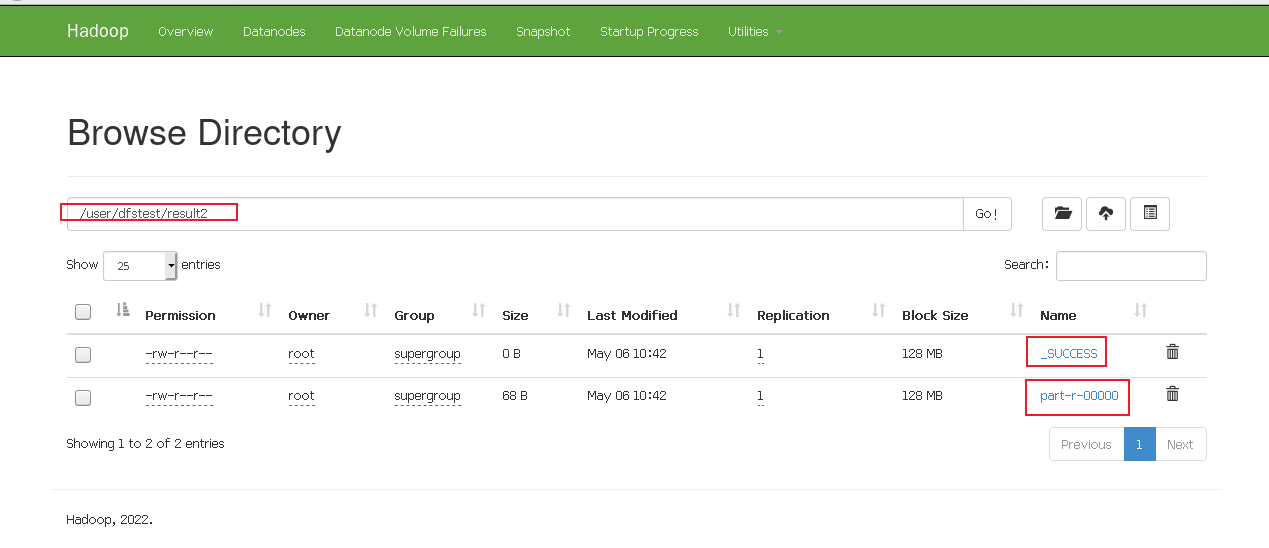 Hadoop Overview Datanodes Datanode Volume Failures Snapshot Startup Progress Utilities
Browse Directory
/user/dfstest/result2 Go!
Show 25 entries Search:
Permission Owner Group Size Last Modified Replication Block Size Name
-rw-r--r-- root supergroup 0 B May 06 10:42 1 128 MB _SUCCESS
-rw-r--r-- root supergroup 68 B May 06 10:42 1 128 MB part-r-00000
Showing 1 to 2 of 2 entries Previous 1 Next
Hadoop, 2022.